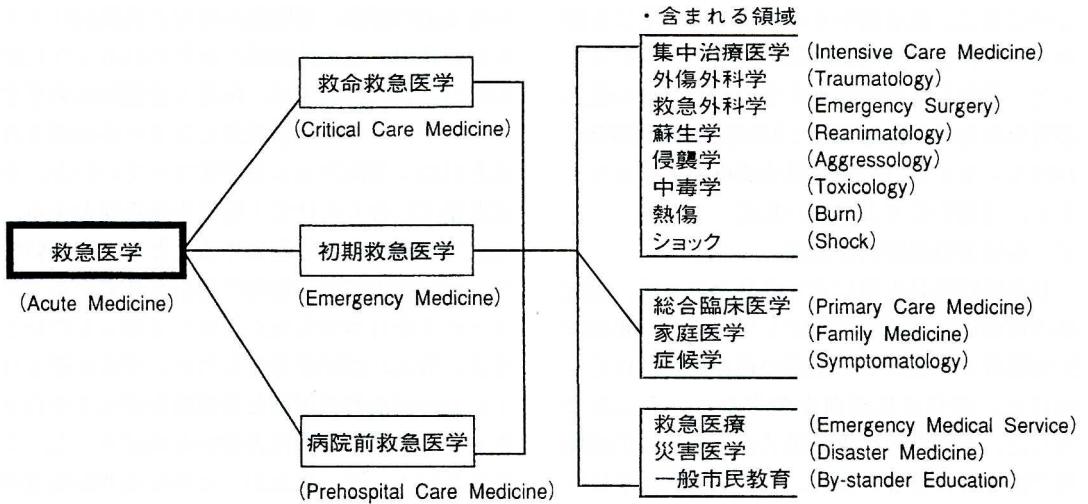 ・含まれる領域
救急医学
(Acute Medicine)
救命救急医学
(Critical Care Medicine)
初期救急医学
(Emergency Medicine)
病院前救急医学
(Prehospital Care Medicine)
集中治療医学 (Intensive Care Medicine)
外傷外科学 (Traumatology)
救急外科学 (Emergency Surgery)
蘇生学 (Reanimatology)
侵襲学 (Aggressology)
中毒学 (Toxicology)
熱傷 (Burn)
ショック (Shock)
総合臨床医学 (Primary Care Medicine)
家庭医学 (Family Medicine)
症候学 (Symptomatology)
救急医療 (Emergency Medical Service)
災害医学 (Disaster Medicine)
一般市民教育 (By-stander Education)